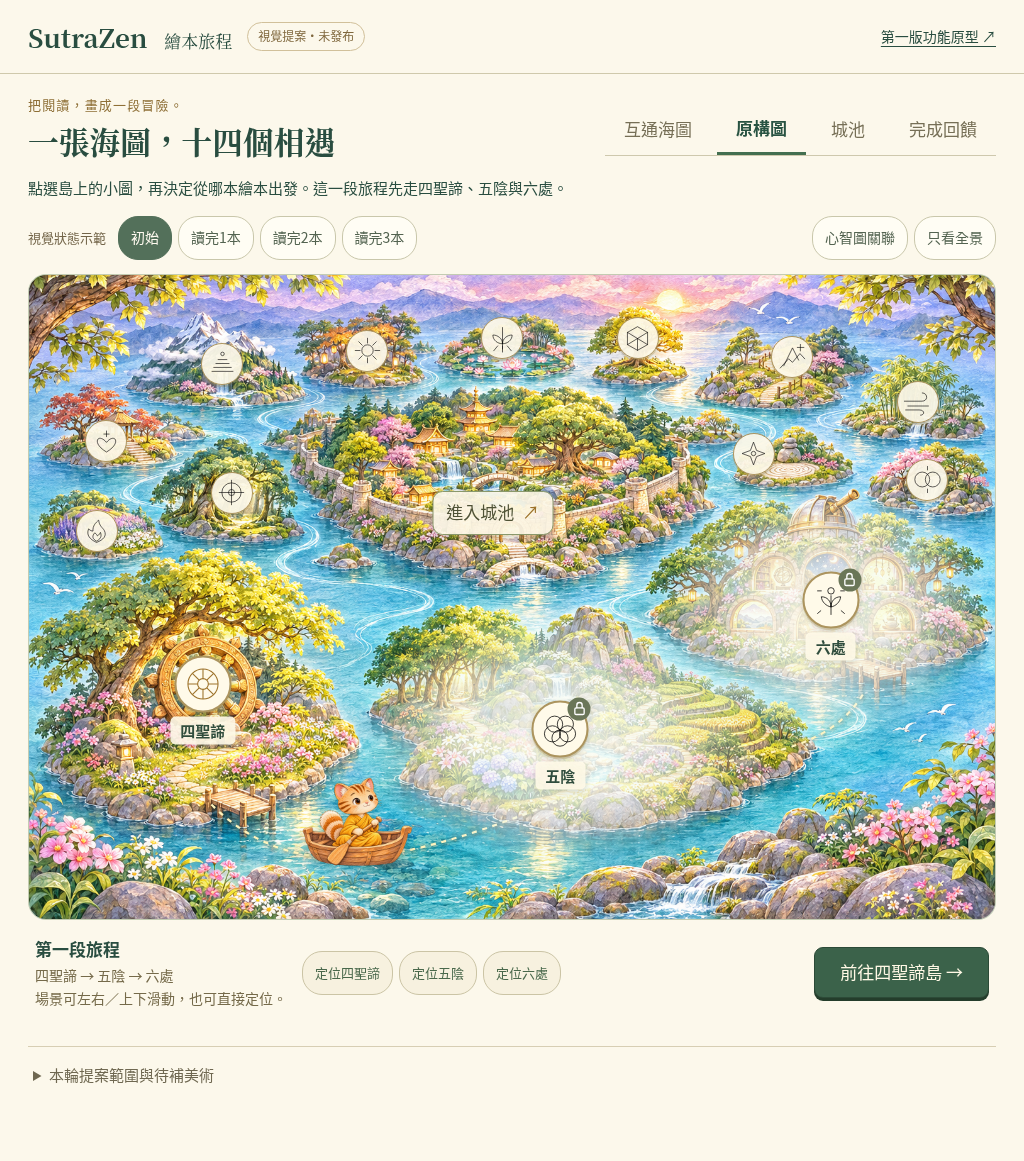 SutraZen 繪本旅程 視覺提案・未發布 第一版功能原型 ↗
把閱讀，畫成一段冒險。
一張海圖，十四個相遇
互通海圖 原構圖 城池 完成回饋
點選島上的小圖，再決定從哪本繪本出發。這一段旅程先走四聖諦、五陰與六處。
視覺狀態示範 初始 讀完1本 讀完2本 讀完3本 心智圖關聯 只看全景
進入城池 ↗
六處
四聖諦
五陰
第一段旅程
四聖諦 → 五陰 → 六處
場景可左右／上下滑動，也可直接定位。
定位四聖諦 定位五陰 定位六處
前往四聖諦島 →
▶ 本輪提案範圍與待補美術